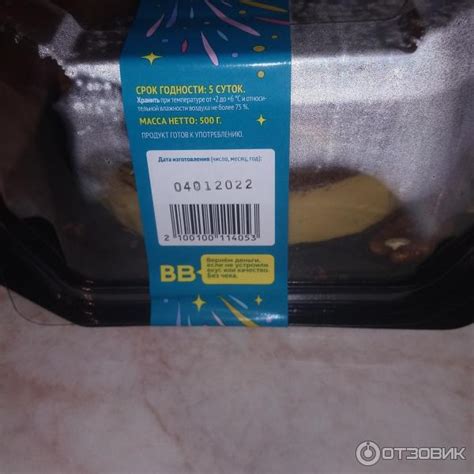 СРОК ГОДНОСТИ: 5 СУТОК.
Хранить при температуре от +2 до +6 °С и относи-
тельной влажности воздуха не более 75 %.
МАССА НЕТТО: 500 Г.
ПРОДУКТ ГОТОВ К УПОТРЕБЛЕНИЮ.
Дата изготовления (число, месяц, год):
04012022
2 100100 114053
ВВ
Вернём деньги,
если не устроили
вкус или качество.
Без чека.
ОТЗОВИК